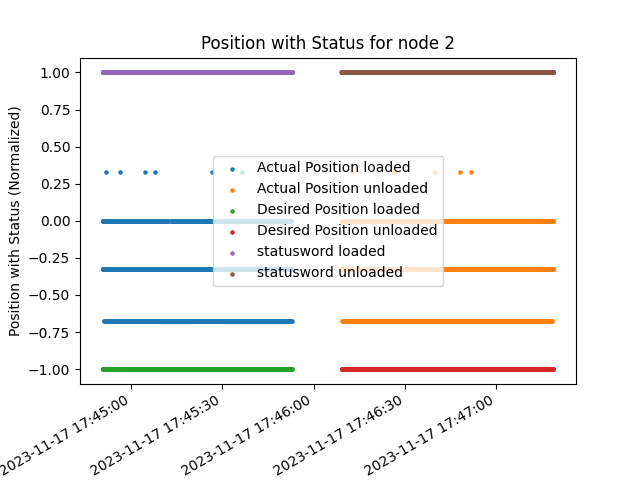 Position with Status for node 2
Position with Status (Normalized)
1.00
0.75
0.50
0.25
0.00
−0.25
−0.50
−0.75
−1.00
Actual Position loaded
Actual Position unloaded
Desired Position loaded
Desired Position unloaded
statusword loaded
statusword unloaded
2023-11-17 17:45:00
2023-11-17 17:45:30
2023-11-17 17:46:00
2023-11-17 17:46:30
2023-11-17 17:47:00